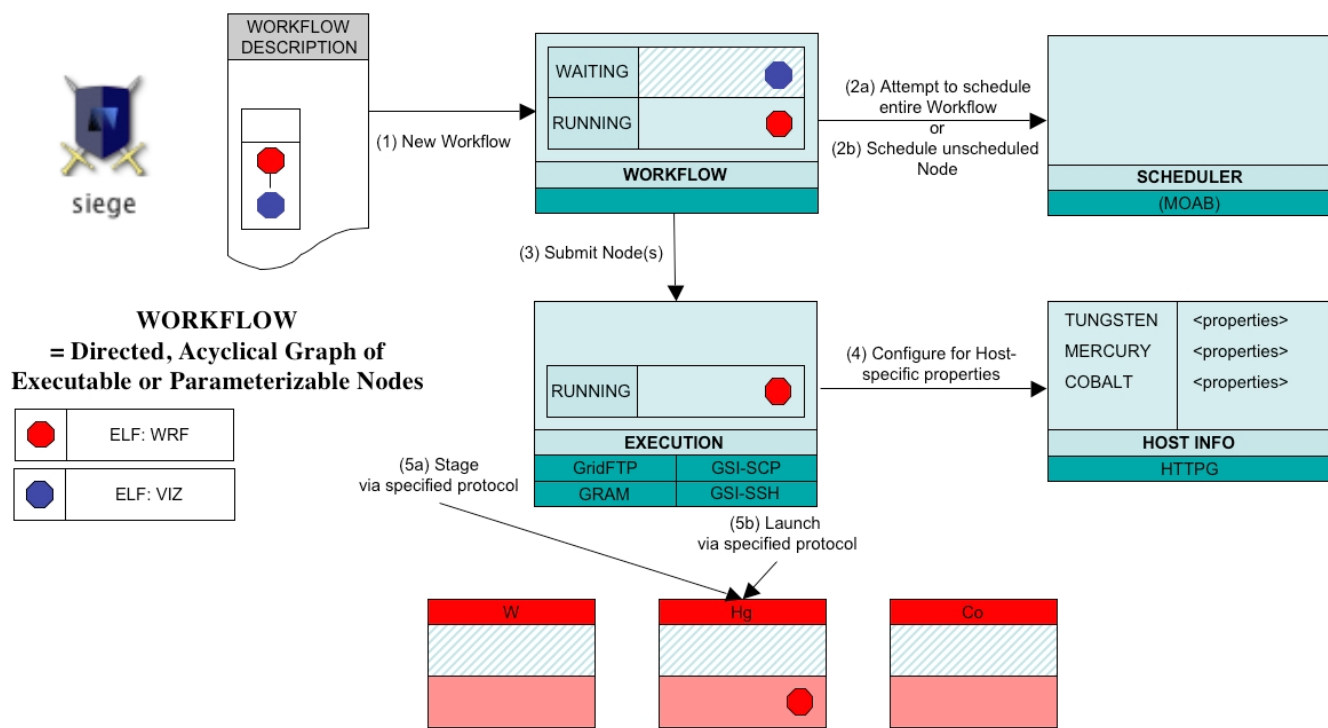 WORKFLOW
DESCRIPTION
siege
(1) New Workflow
WAITING
RUNNING
WORKFLOW
(2a) Attempt to schedule
entire Workflow
or
(2b) Schedule unscheduled
Node
SCHEDULER
(MOAB)
(3) Submit Node(s)
WORKFLOW
= Directed, Acyclical Graph of
Executable or Parameterizable Nodes
ELF: WRF
ELF: VIZ
RUNNING
EXECUTION
GridFTP GSI-SCP
GRAM GSI-SSH
(4) Configure for Host-
specific properties
TUNGSTEN <properties>
MERCURY <properties>
COBALT <properties>
HOST INFO
HTTPG
(5a) Stage
via specified protocol
(5b) Launch
via specified protocol
W
Hg
Co